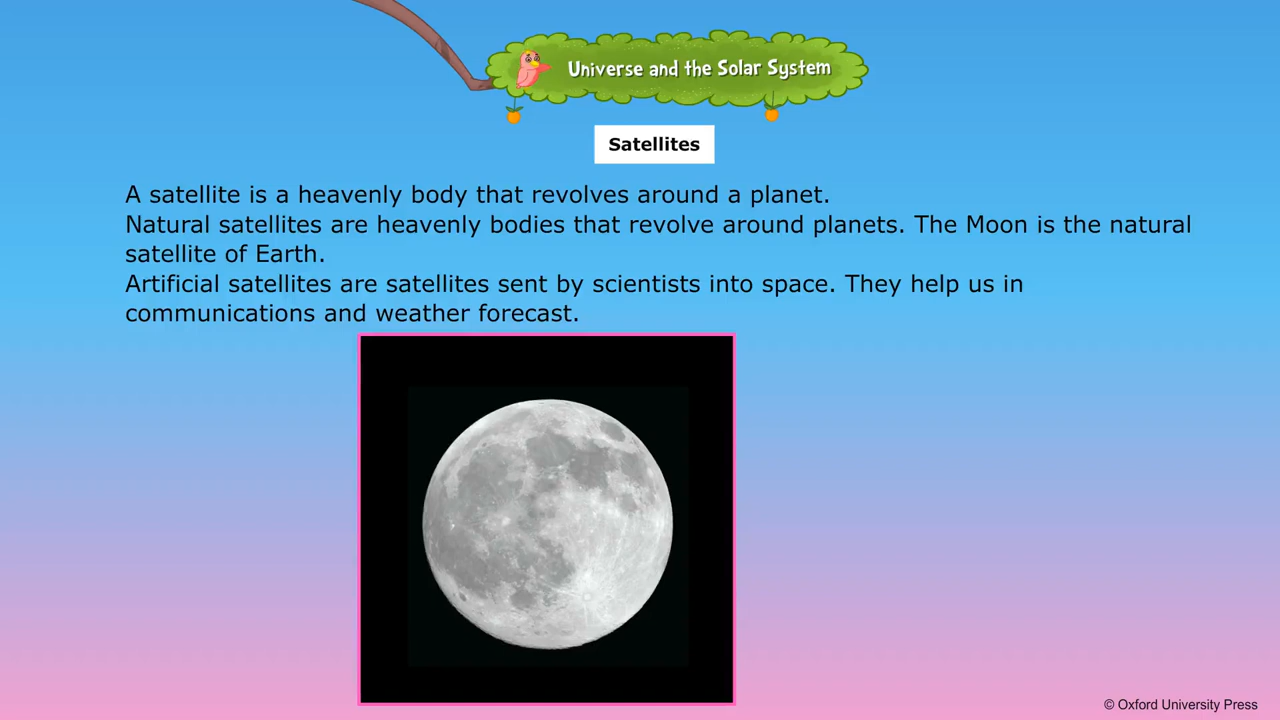 Universe and the Solar System
Satellites
A satellite is a heavenly body that revolves around a planet.
Natural satellites are heavenly bodies that revolve around planets. The Moon is the natural
satellite of Earth.
Artificial satellites are satellites sent by scientists into space. They help us in
communications and weather forecast.
© Oxford University Press